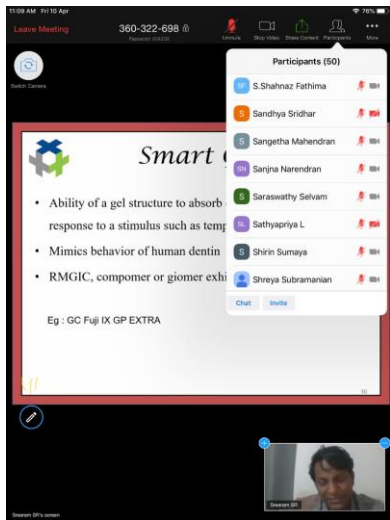 11:09 AM Fri 10 Apr
76%
Leave Meeting
360-322-698
Unmute
Stop Video
Share Content
Participants
More
Switch Camera
Participants (50)
SF S.Shahnaz Fathima
S Sandhya Sridhar
S Sangetha Mahendran
SN Sanjna Narendran
S Saraswathy Selvam
SL Sathyapriya L
S Shirin Sumaya
Shreya Subramanian
Chat Invite
Smart
• Ability of a gel structure to absorb
response to a stimulus such as temp
• Mimics behavior of human dentin
• RMGIC, compomer or giomer exhi
Eg : GC Fuji IX GP EXTRA
Sreeram SR
Sreeram SR's screen